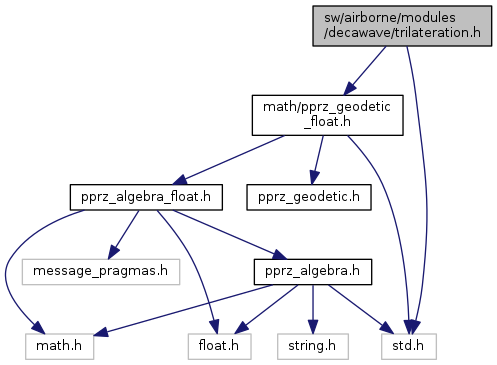 sw/airborne/modules
/decawave/trilateration.h
math/pprz_geodetic
_float.h
pprz_algebra_float.h
pprz_geodetic.h
message_pragmas.h
pprz_algebra.h
math.h
float.h
string.h
std.h